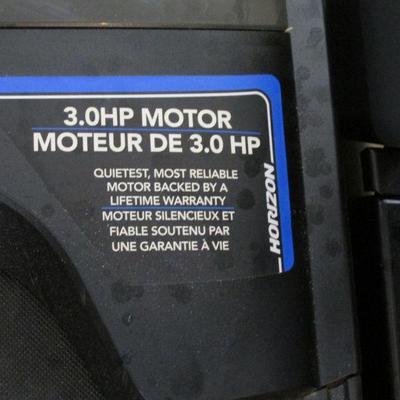 3.0HP MOTOR
MOTEUR DE 3.0 HP
QUIETEST, MOST RELIABLE
MOTOR BACKED BY A
LIFETIME WARRANTY
MOTEUR SILENCIEUX ET
FIABLE SOUTENU PAR
UNE GARANTIE À VIE
HORIZON